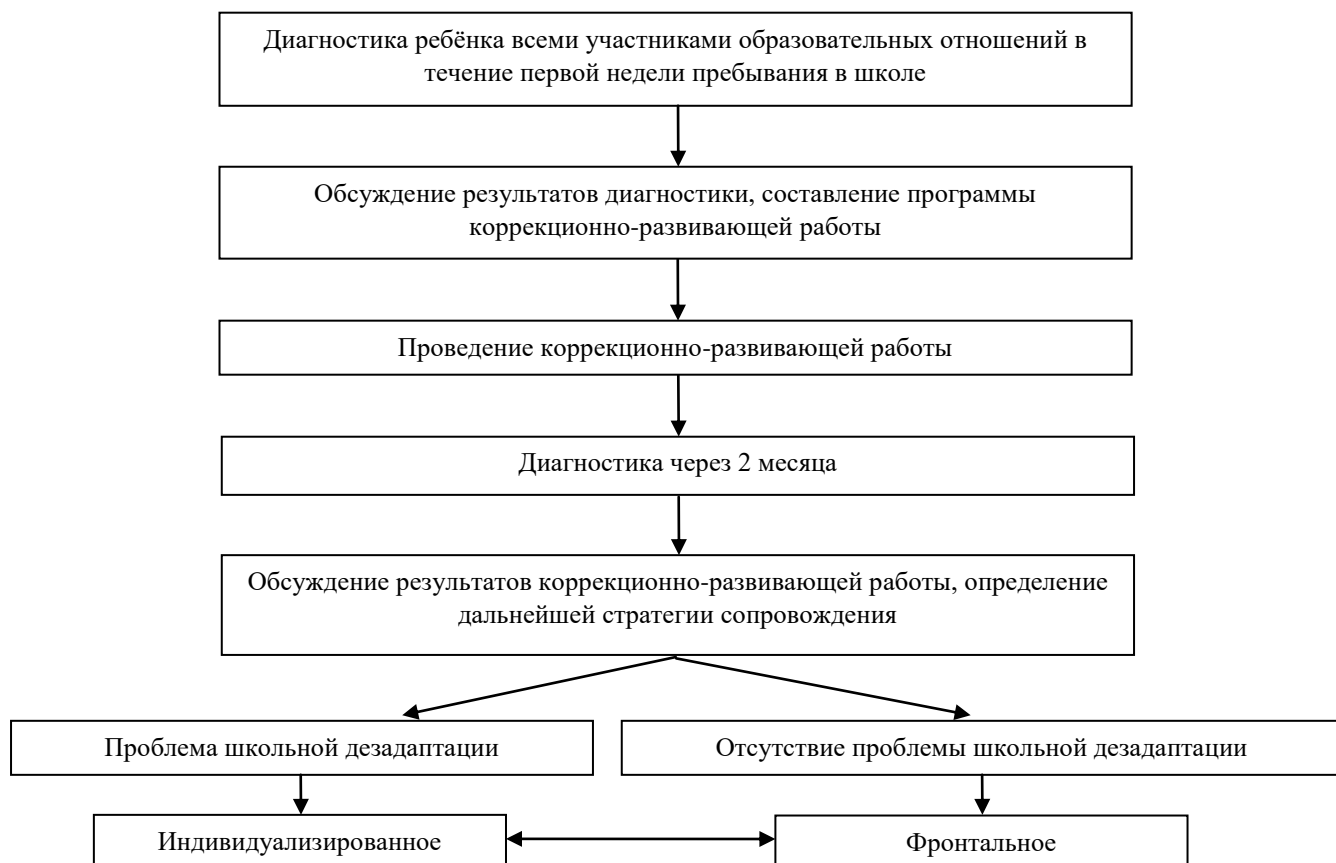 Диагностика ребёнка всеми участниками образовательных отношений в
течение первой недели пребывания в школе
Обсуждение результатов диагностики, составление программы
коррекционно-развивающей работы
Проведение коррекционно-развивающей работы
Диагностика через 2 месяца
Обсуждение результатов коррекционно-развивающей работы, определение
дальнейшей стратегии сопровождения
Проблема школьной дезадаптации
Отсутствие проблемы школьной дезадаптации
Индивидуализированное
Фронтальное